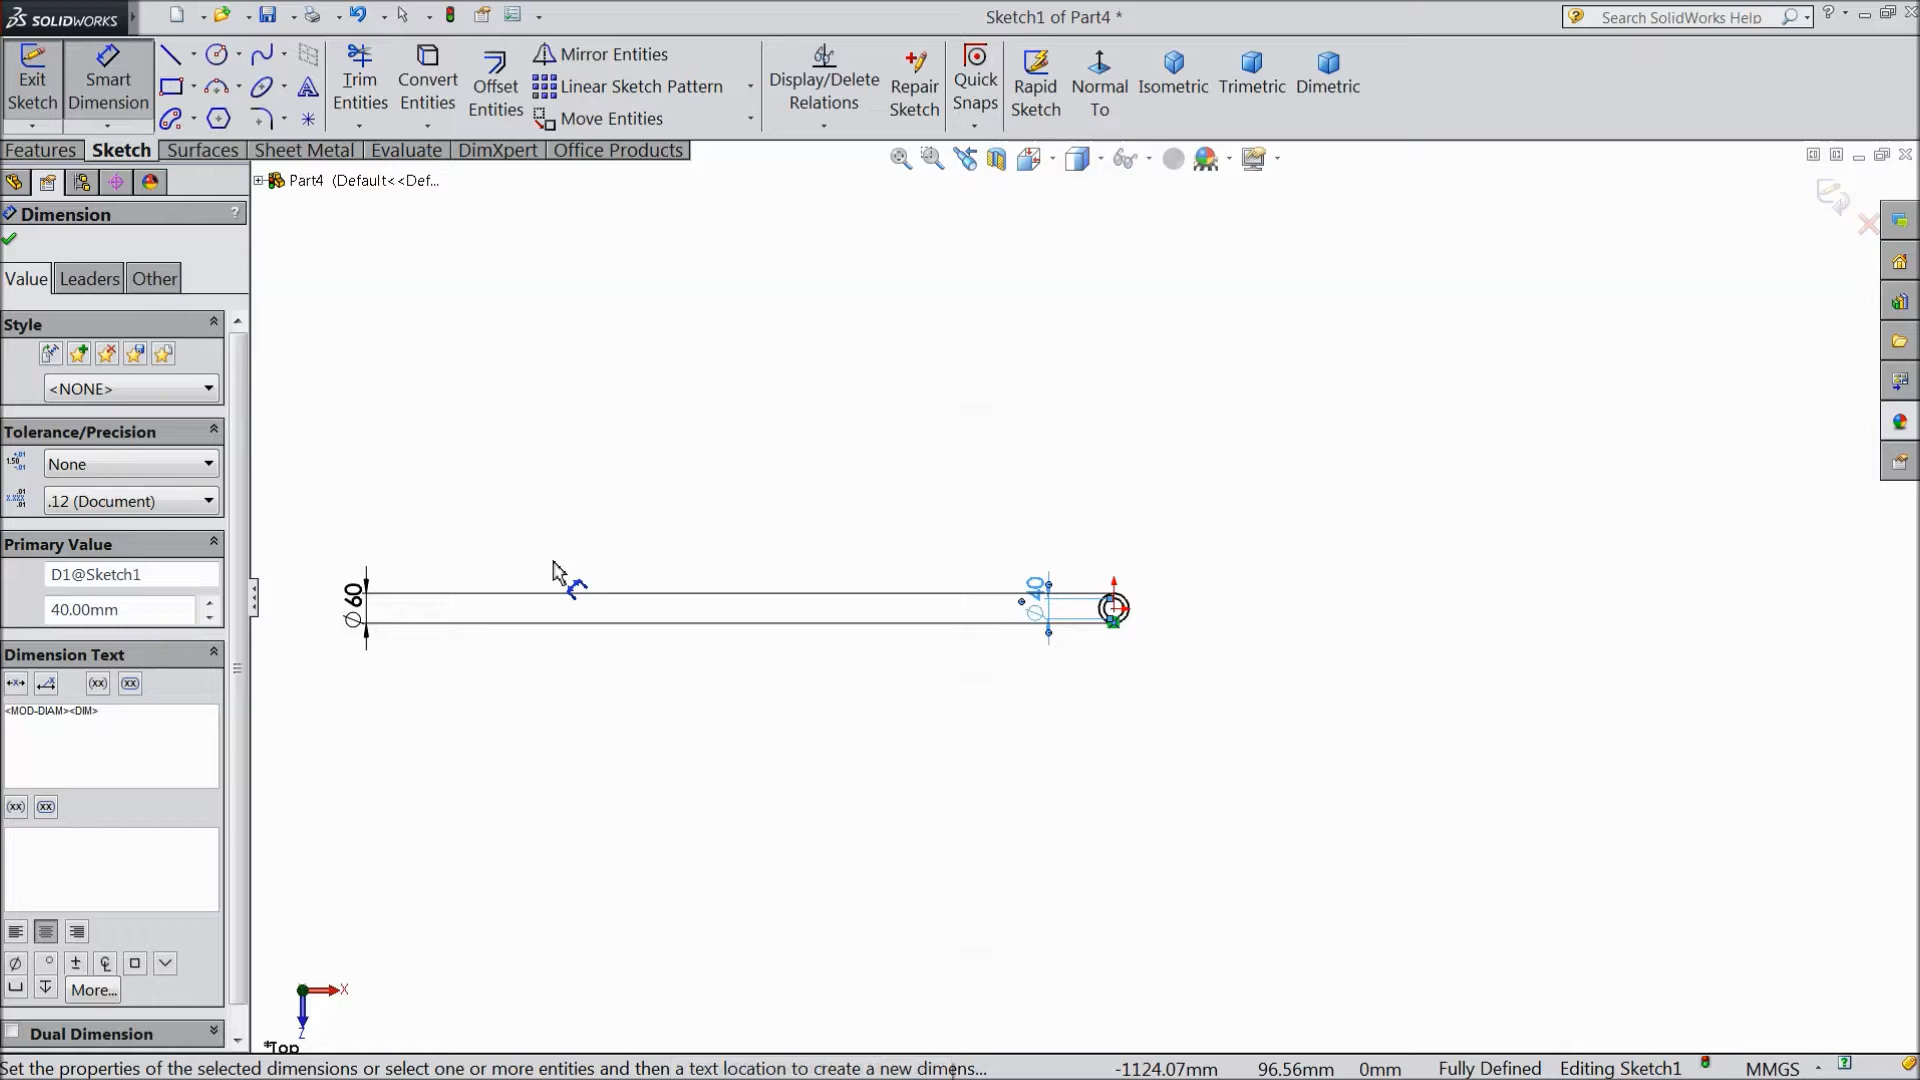 SOLIDWORKS
Sketch1 of Part4 *
Search SolidWorks Help
Exit Sketch
Smart Dimension
Trim Entities
Convert Entities
Offset Entities
Mirror Entities
Linear Sketch Pattern
Move Entities
Display/Delete Relations
Repair Sketch
Quick Snaps
Rapid Sketch
Normal To
Isometric
Trimetric
Dimetric
Features Sketch Surfaces Sheet Metal Evaluate DimXpert Office Products
Part4 (Default<<Def...
Dimension ?
Value Leaders Other
Style
<NONE>
Tolerance/Precision
None
.12 (Document)
Primary Value
D1@Sketch1
40.00mm
Dimension Text
<MOD-DIAM><DIM>
More...
Dual Dimension
∅60
∅40
X
Z
*Top
Set the properties of the selected dimensions or select one or more entities and then a text location to create a new dimens... -1124.07mm 96.56mm 0mm Fully Defined Editing Sketch1 MMGS